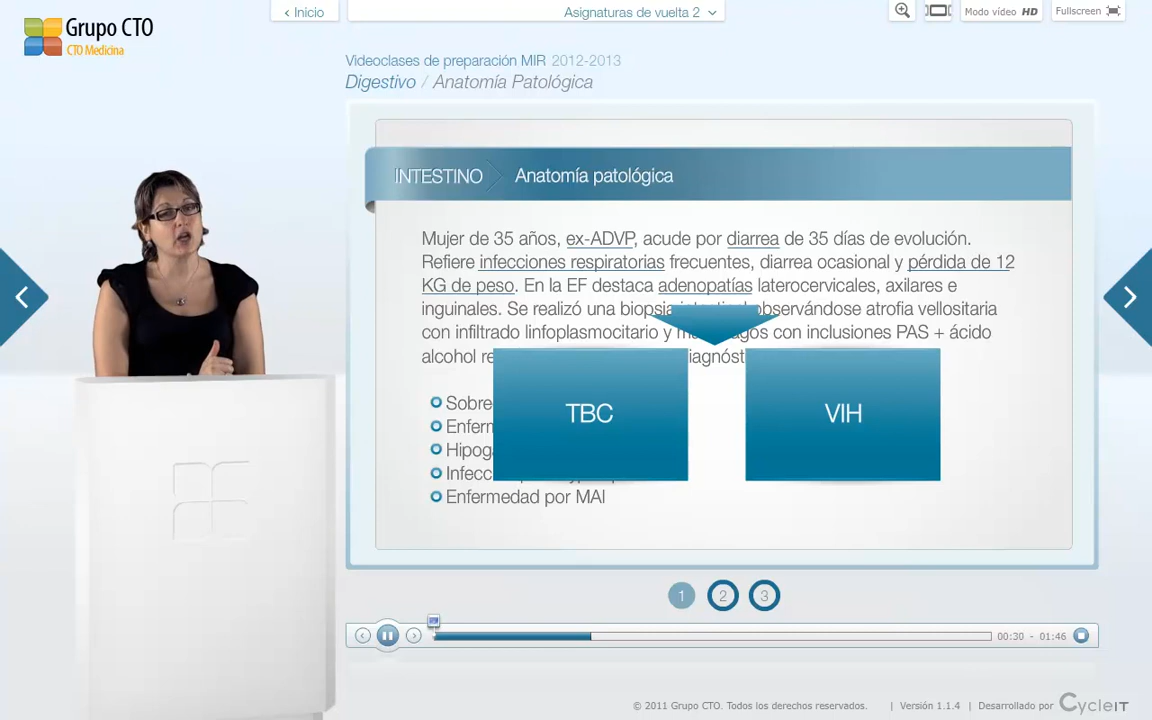 ‹ Inicio
Asignaturas de vuelta 2
Modo vídeo HD
Fullscreen
Grupo CTO
CTO Medicina
Videoclases de preparación MIR 2012-2013
Digestivo / Anatomía Patológica
INTESTINO
Anatomía patológica
Mujer de 35 años, ex-ADVP, acude por diarrea de 35 días de evolución.
Refiere infecciones respiratorias frecuentes, diarrea ocasional y pérdida de 12
KG de peso. En la EF destaca adenopatías laterocervicales, axilares e
inguinales. Se realizó una biopsia observándose atrofia vellositaria
con infiltrado linfoplasmocitario y con inclusiones PAS + ácido
alcohol
TBC
VIH
Sobre
Enferm
Hipog
Infecc
Enfermedad por MAI
1 2 3
00:30 - 01:46
© 2011 Grupo CTO. Todos los derechos reservados. | Versión 1.1.4 | Desarrollado por CycleIT